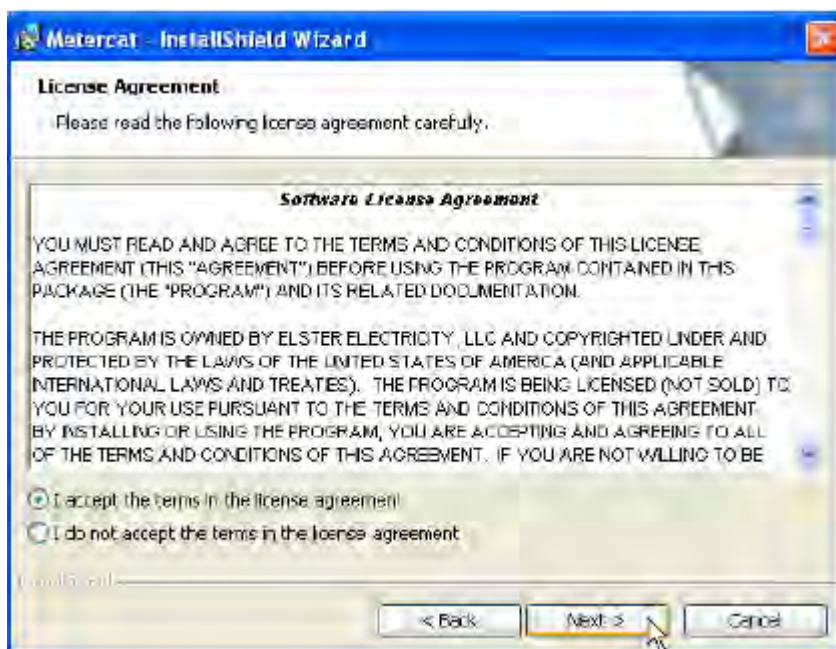 Metercat - InstallShield Wizard
License Agreement
Please read the following license agreement carefully.
Software License Agreement
YOU MUST READ AND AGREE TO THE TERMS AND CONDITIONS OF THIS LICENSE
AGREEMENT (THIS "AGREEMENT") BEFORE USING THE PROGRAM CONTAINED IN THIS
PACKAGE (THE "PROGRAM") AND ITS RELATED DOCUMENTATION.
THE PROGRAM IS OWNED BY ELSTER ELECTRICITY, LLC AND COPYRIGHTED UNDER AND
PROTECTED BY THE LAWS OF THE UNITED STATES OF AMERICA (AND APPLICABLE
INTERNATIONAL LAWS AND TREATIES). THE PROGRAM IS BEING LICENSED (NOT SOLD) TO
YOU FOR YOUR USE PURSUANT TO THE TERMS AND CONDITIONS OF THIS AGREEMENT.
BY INSTALLING OR USING THE PROGRAM, YOU ARE ACCEPTING AND AGREEING TO ALL
OF THE TERMS AND CONDITIONS OF THIS AGREEMENT. IF YOU ARE NOT WILLING TO BE
I accept the terms in the license agreement
I do not accept the terms in the license agreement
< Back
Next >
Cancel